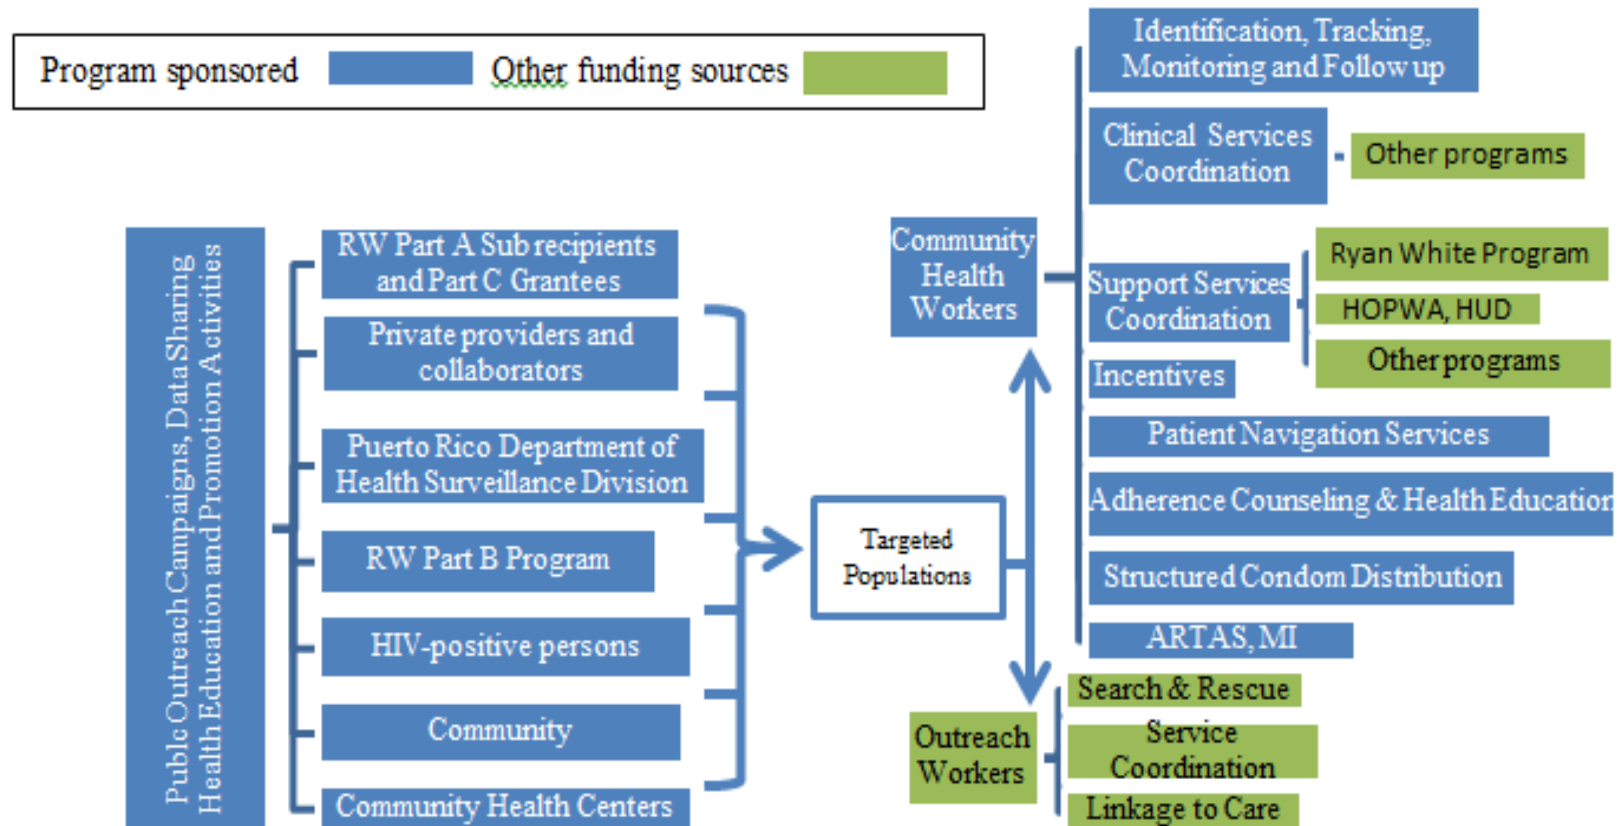 Program sponsored
Other funding sources
Publc Outreach Campaigns, Data Sharing
Health Education and Promotion Activities
RW Part A Sub recipients
and Part C Grantees
Private providers and
collaborators
Puerto Rico Department of
Health Surveillance Division
RW Part B Program
HIV-positive persons
Community
Community Health Centers
Targeted
Populations
Community
Health
Workers
Identification, Tracking,
Monitoring and Follow up
Clinical Services
Coordination
Other programs
Support Services
Coordination
Ryan White Program
HOPWA, HUD
Other programs
Incentives
Patient Navigation Services
Adherence Counseling & Health Education
Structured Condom Distribution
ARTAS, MI
Outreach
Workers
Search & Rescue
Service
Coordination
Linkage to Care